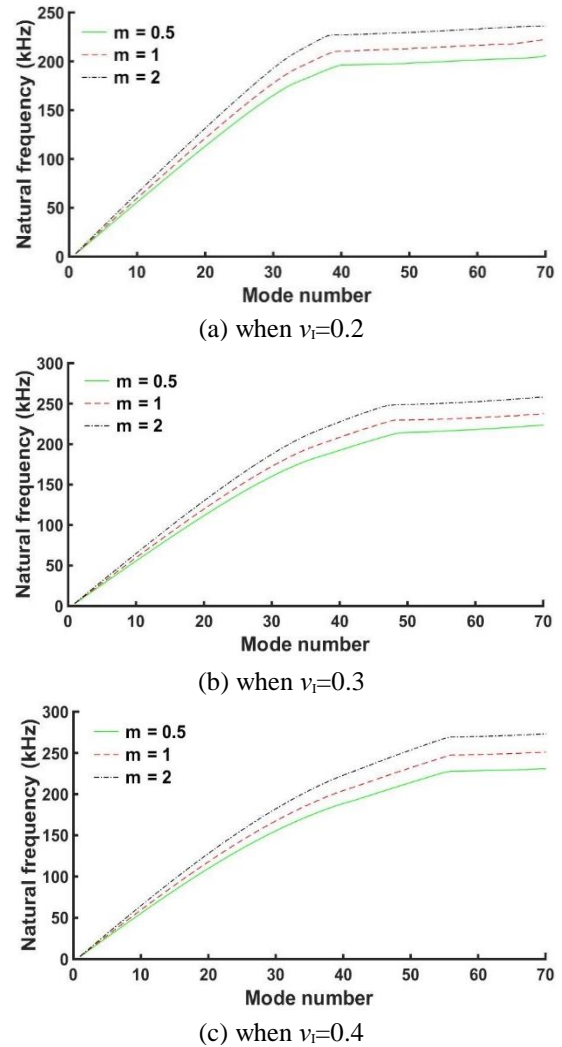 250
200
150
100
50
0
Natural frequency (kHz)
m = 0.5
m = 1
m = 2
0 10 20 30 40 50 60 70
Mode number
(a) when νI=0.2
300
250
200
150
100
50
0
Natural frequency (kHz)
m = 0.5
m = 1
m = 2
0 10 20 30 40 50 60 70
Mode number
(b) when νI=0.3
300
250
200
150
100
50
0
Natural frequency (kHz)
m = 0.5
m = 1
m = 2
0 10 20 30 40 50 60 70
Mode number
(c) when νI=0.4